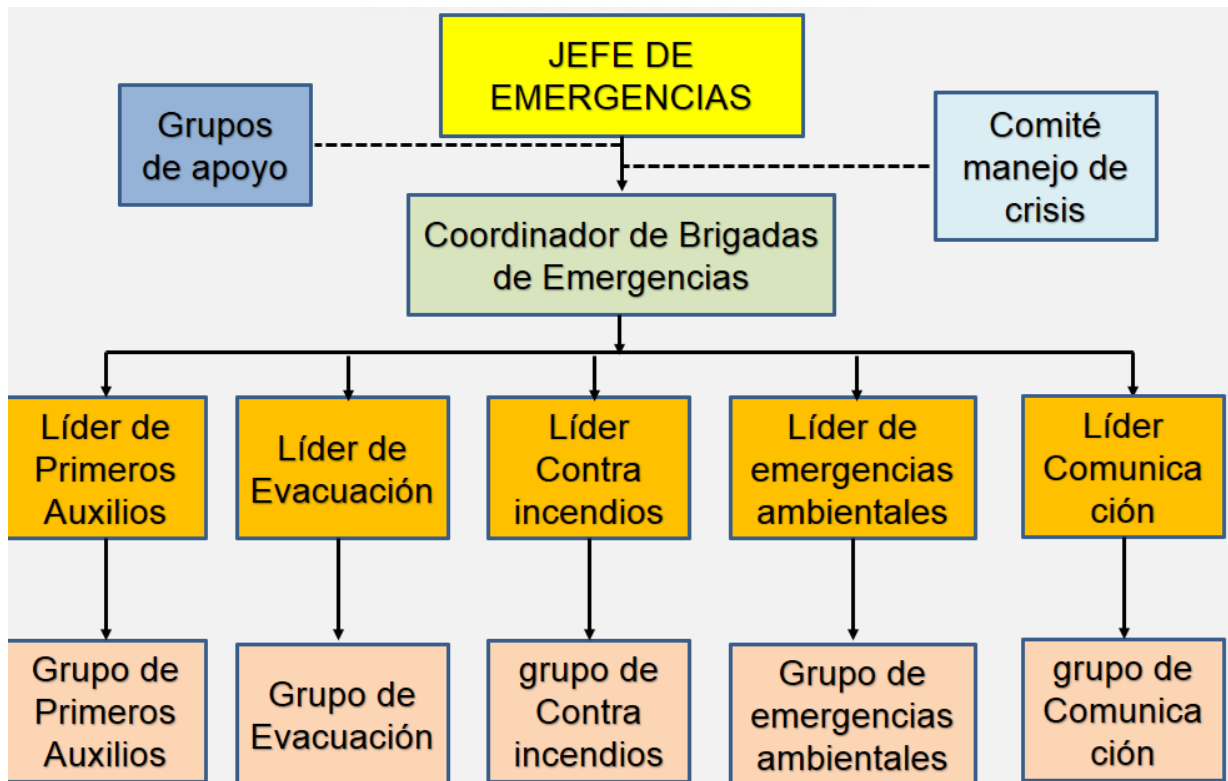 JEFE DE
EMERGENCIAS
Grupos
de apoyo
Comité
manejo de
crisis
Coordinador de Brigadas
de Emergencias
Líder de
Primeros
Auxilios
Líder de
Evacuación
Líder
Contra
incendios
Líder de
emergencias
ambientales
Líder
Comunica
ción
Grupo de
Primeros
Auxilios
Grupo de
Evacuación
grupo de
Contra
incendios
Grupo de
emergencias
ambientales
grupo de
Comunica
ción